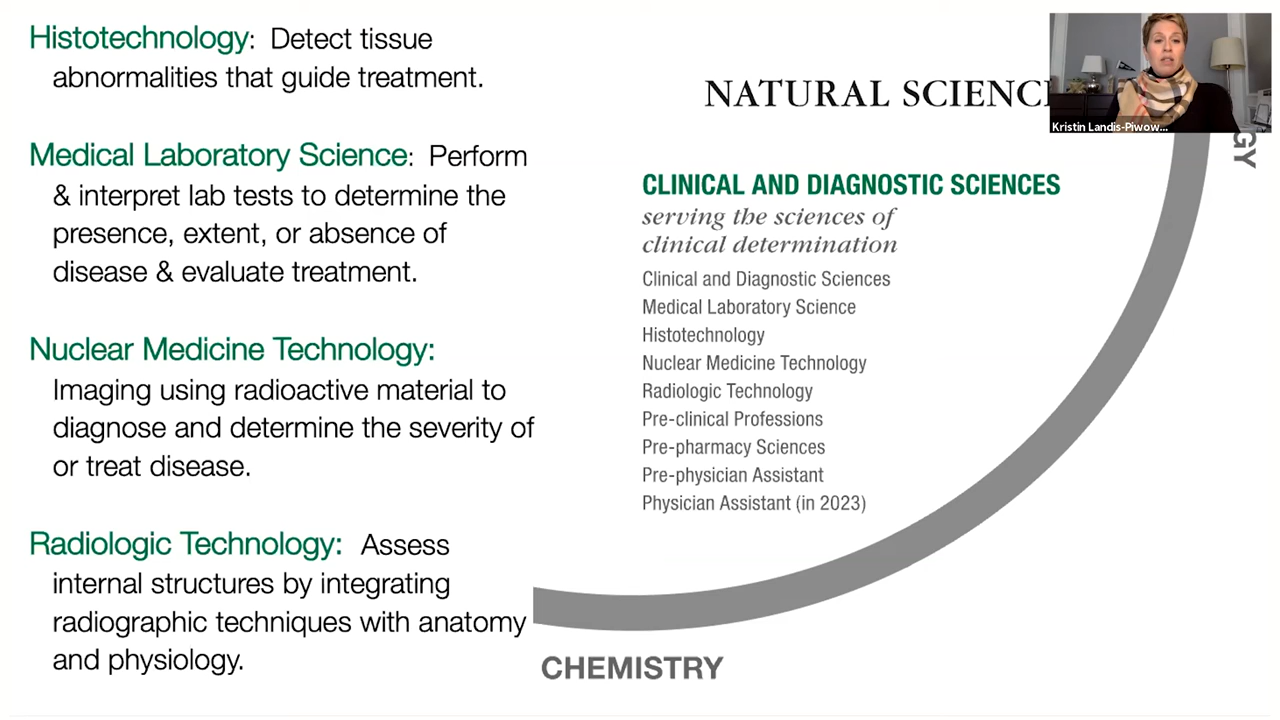 Histotechnology: Detect tissue
abnormalities that guide treatment.
Medical Laboratory Science: Perform
& interpret lab tests to determine the
presence, extent, or absence of
disease & evaluate treatment.
Nuclear Medicine Technology:
Imaging using radioactive material to
diagnose and determine the severity of
or treat disease.
Radiologic Technology: Assess
internal structures by integrating
radiographic techniques with anatomy
and physiology.
NATURAL SCIENC
Kristin Landis-Piwow...
GY
CLINICAL AND DIAGNOSTIC SCIENCES
serving the sciences of
clinical determination
Clinical and Diagnostic Sciences
Medical Laboratory Science
Histotechnology
Nuclear Medicine Technology
Radiologic Technology
Pre-clinical Professions
Pre-pharmacy Sciences
Pre-physician Assistant
Physician Assistant (in 2023)
CHEMISTRY